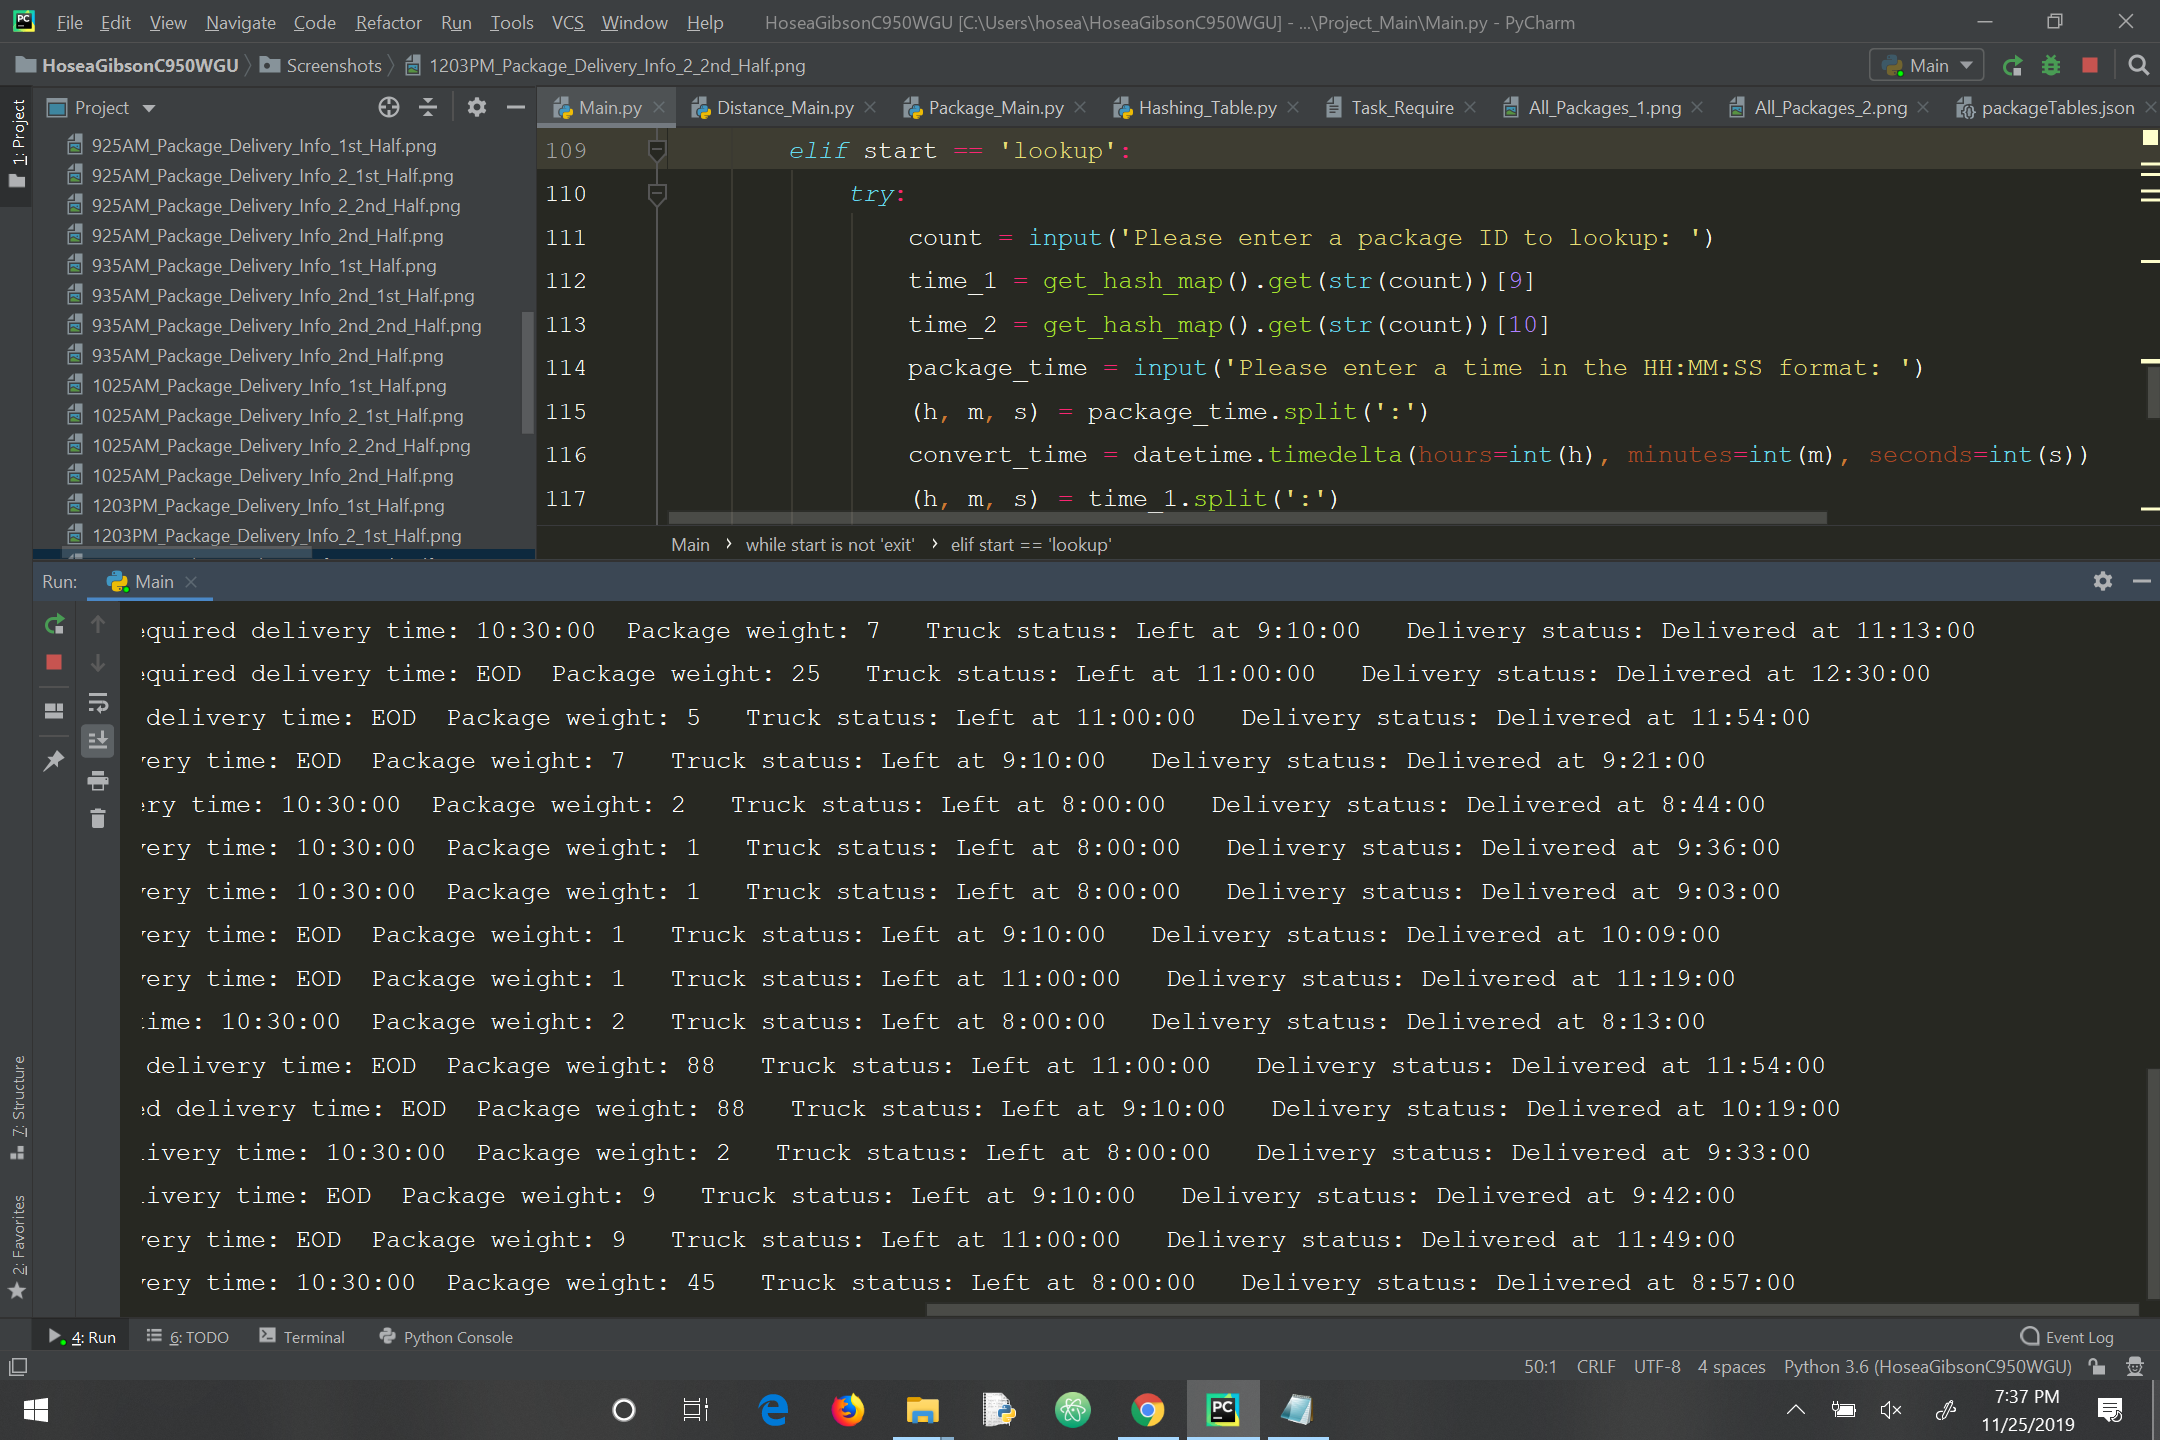 File Edit View Navigate Code Refactor Run Tools VCS Window Help HoseaGibsonC950WGU [C:\Users\hosea\HoseaGibsonC950WGU] - ...\Project_Main\Main.py - PyCharm
HoseaGibsonC950WGU Screenshots 1203PM_Package_Delivery_Info_2_2nd_Half.png Main
1: Project
Project
Main.py Distance_Main.py Package_Main.py Hashing_Table.py Task_Require All_Packages_1.png All_Packages_2.png packageTables.json
925AM_Package_Delivery_Info_1st_Half.png
925AM_Package_Delivery_Info_2_1st_Half.png
925AM_Package_Delivery_Info_2_2nd_Half.png
925AM_Package_Delivery_Info_2nd_Half.png
935AM_Package_Delivery_Info_1st_Half.png
935AM_Package_Delivery_Info_2nd_1st_Half.png
935AM_Package_Delivery_Info_2nd_2nd_Half.png
935AM_Package_Delivery_Info_2nd_Half.png
1025AM_Package_Delivery_Info_1st_Half.png
1025AM_Package_Delivery_Info_2_1st_Half.png
1025AM_Package_Delivery_Info_2_2nd_Half.png
1025AM_Package_Delivery_Info_2nd_Half.png
1203PM_Package_Delivery_Info_1st_Half.png
1203PM_Package_Delivery_Info_2_1st_Half.png
109 elif start == 'lookup':
110 try:
111 count = input('Please enter a package ID to lookup: ')
112 time_1 = get_hash_map().get(str(count))[9]
113 time_2 = get_hash_map().get(str(count))[10]
114 package_time = input('Please enter a time in the HH:MM:SS format: ')
115 (h, m, s) = package_time.split(':')
116 convert_time = datetime.timedelta(hours=int(h), minutes=int(m), seconds=int(s))
117 (h, m, s) = time_1.split(':')
Main › while start is not 'exit' › elif start == 'lookup'
Run: Main
equired delivery time: 10:30:00 Package weight: 7 Truck status: Left at 9:10:00 Delivery status: Delivered at 11:13:00
equired delivery time: EOD Package weight: 25 Truck status: Left at 11:00:00 Delivery status: Delivered at 12:30:00
delivery time: EOD Package weight: 5 Truck status: Left at 11:00:00 Delivery status: Delivered at 11:54:00
very time: EOD Package weight: 7 Truck status: Left at 9:10:00 Delivery status: Delivered at 9:21:00
ery time: 10:30:00 Package weight: 2 Truck status: Left at 8:00:00 Delivery status: Delivered at 8:44:00
very time: 10:30:00 Package weight: 1 Truck status: Left at 8:00:00 Delivery status: Delivered at 9:36:00
very time: 10:30:00 Package weight: 1 Truck status: Left at 8:00:00 Delivery status: Delivered at 9:03:00
very time: EOD Package weight: 1 Truck status: Left at 9:10:00 Delivery status: Delivered at 10:09:00
very time: EOD Package weight: 1 Truck status: Left at 11:00:00 Delivery status: Delivered at 11:19:00
time: 10:30:00 Package weight: 2 Truck status: Left at 8:00:00 Delivery status: Delivered at 8:13:00
delivery time: EOD Package weight: 88 Truck status: Left at 11:00:00 Delivery status: Delivered at 11:54:00
ed delivery time: EOD Package weight: 88 Truck status: Left at 9:10:00 Delivery status: Delivered at 10:19:00
livery time: 10:30:00 Package weight: 2 Truck status: Left at 8:00:00 Delivery status: Delivered at 9:33:00
livery time: EOD Package weight: 9 Truck status: Left at 9:10:00 Delivery status: Delivered at 9:42:00
very time: EOD Package weight: 9 Truck status: Left at 11:00:00 Delivery status: Delivered at 11:49:00
very time: 10:30:00 Package weight: 45 Truck status: Left at 8:00:00 Delivery status: Delivered at 8:57:00
7: Structure
2: Favorites
4: Run 6: TODO Terminal Python Console Event Log
50:1 CRLF UTF-8 4 spaces Python 3.6 (HoseaGibsonC950WGU)
PC
7:37 PM
11/25/2019